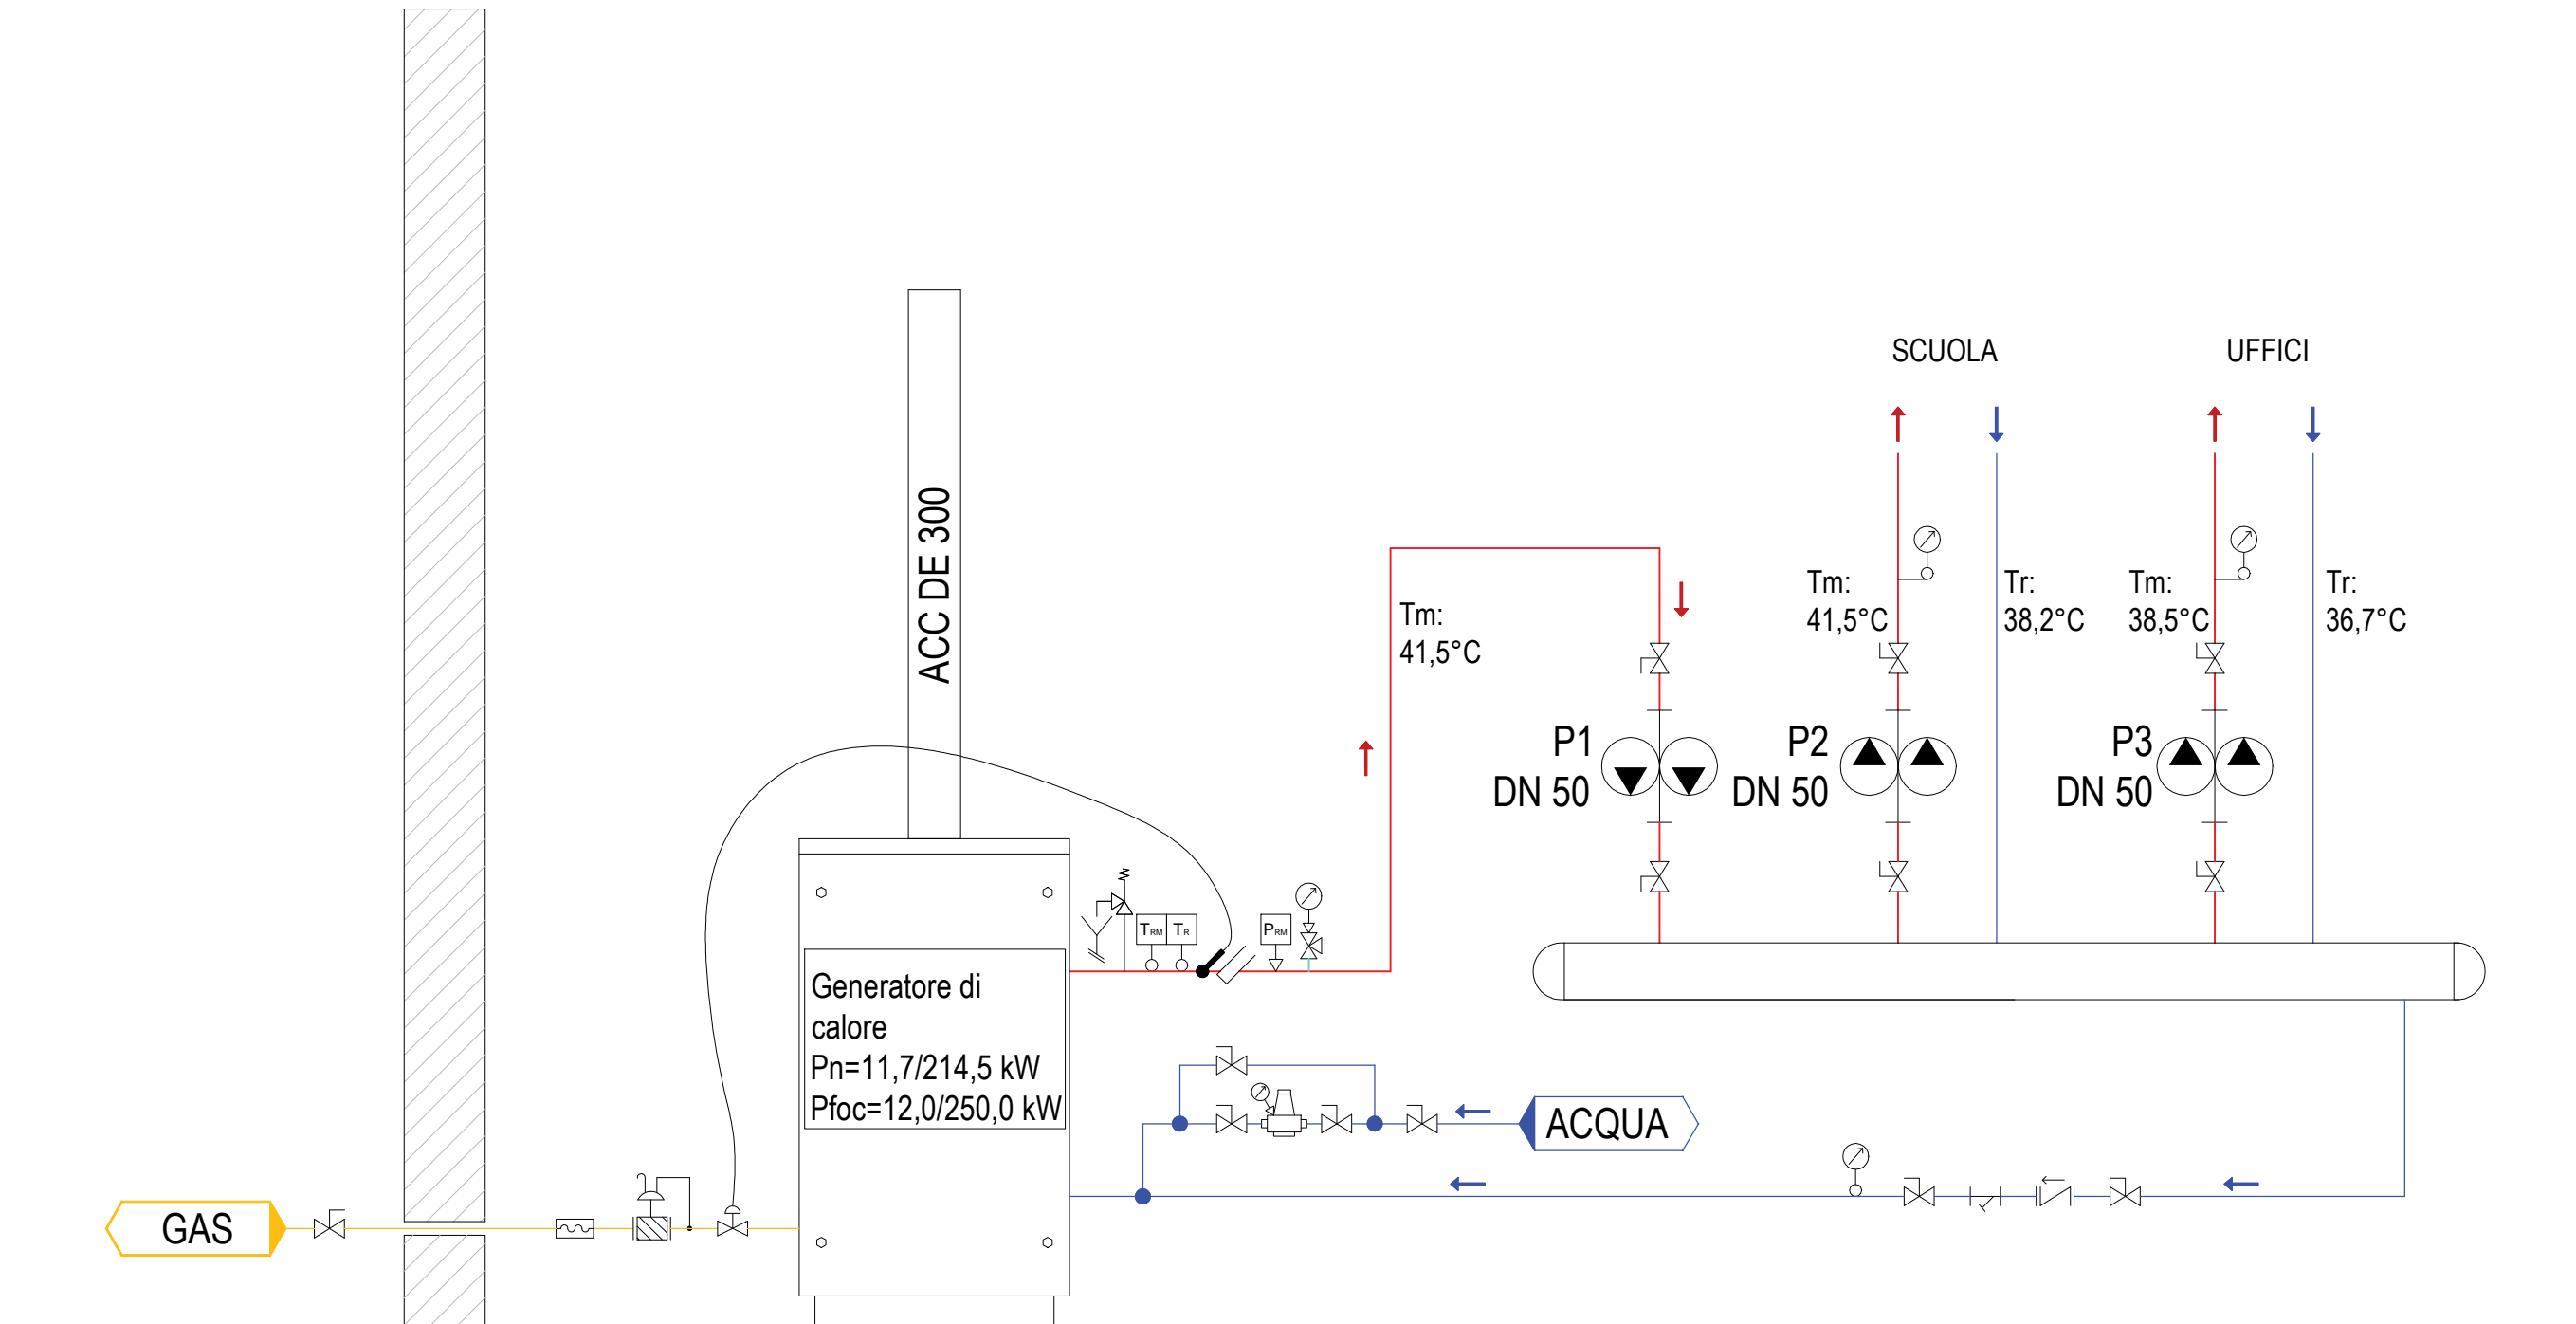 SCUOLA
UFFICI
ACC DE 300
Tm:
41,5°C
Tm:
41,5°C
Tr:
38,2°C
Tm:
38,5°C
Tr:
36,7°C
P1
DN 50
P2
DN 50
P3
DN 50
TRM
TR
PRM
Generatore di
calore
Pn=11,7/214,5 kW
Pfoc=12,0/250,0 kW
ACQUA
GAS